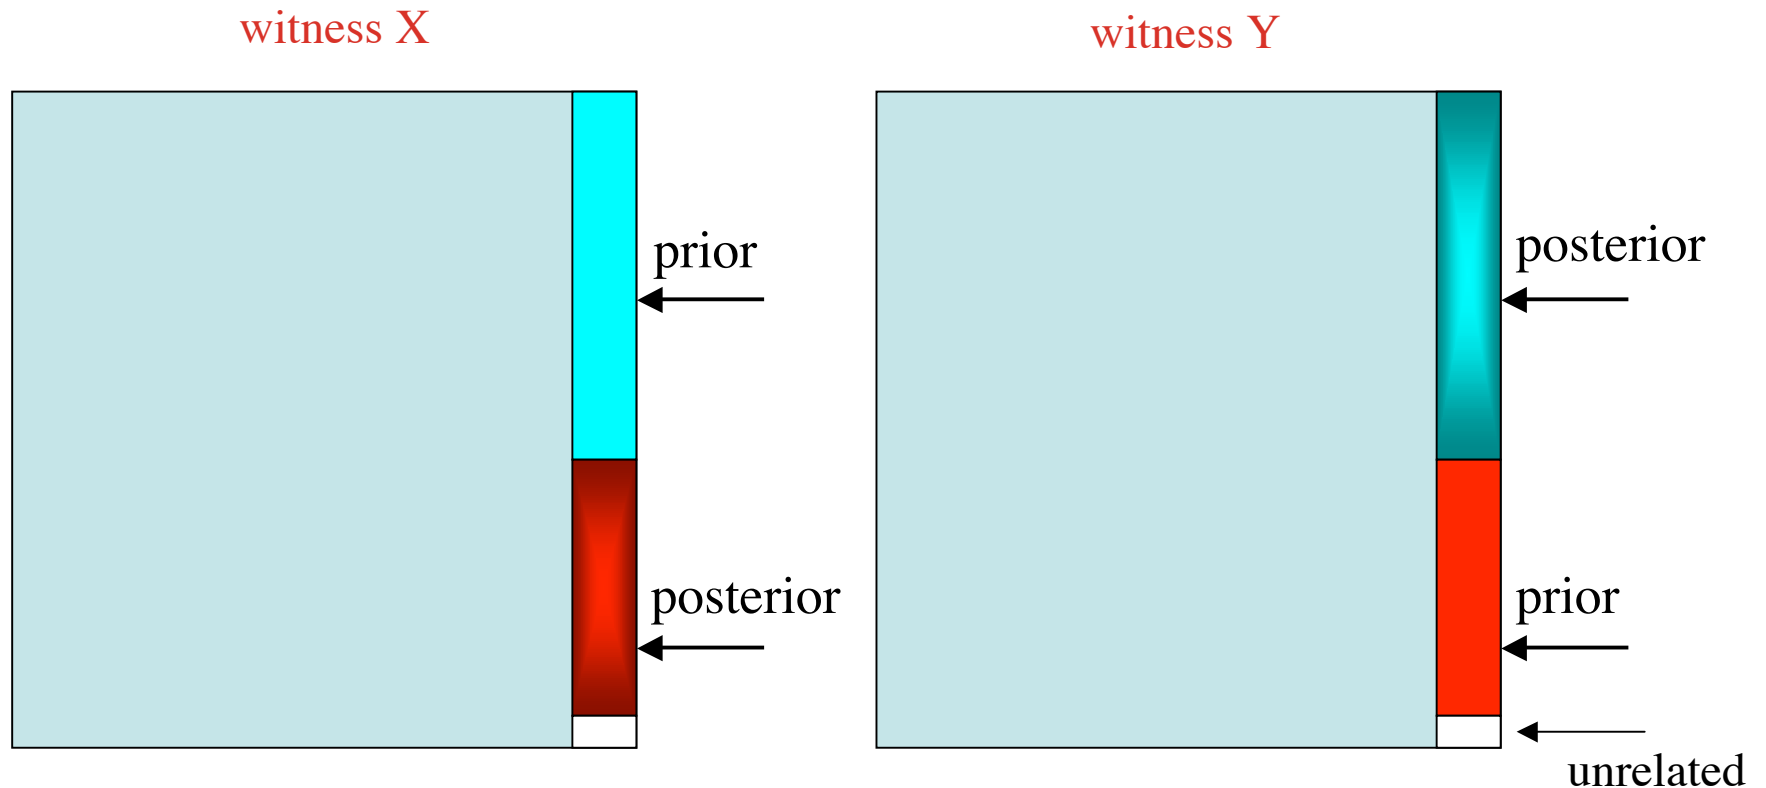 witness X
witness Y
prior
posterior
posterior
prior
unrelated